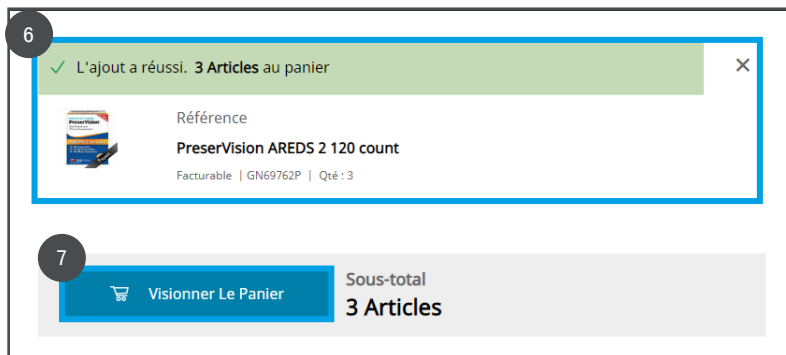 6
L'ajout a réussi. 3 Articles au panier
Référence
PreserVision
PreserVision AREDS 2 120 count
Facturable | GN69762P | Qté : 3
7
Visionner Le Panier
Sous-total
3 Articles